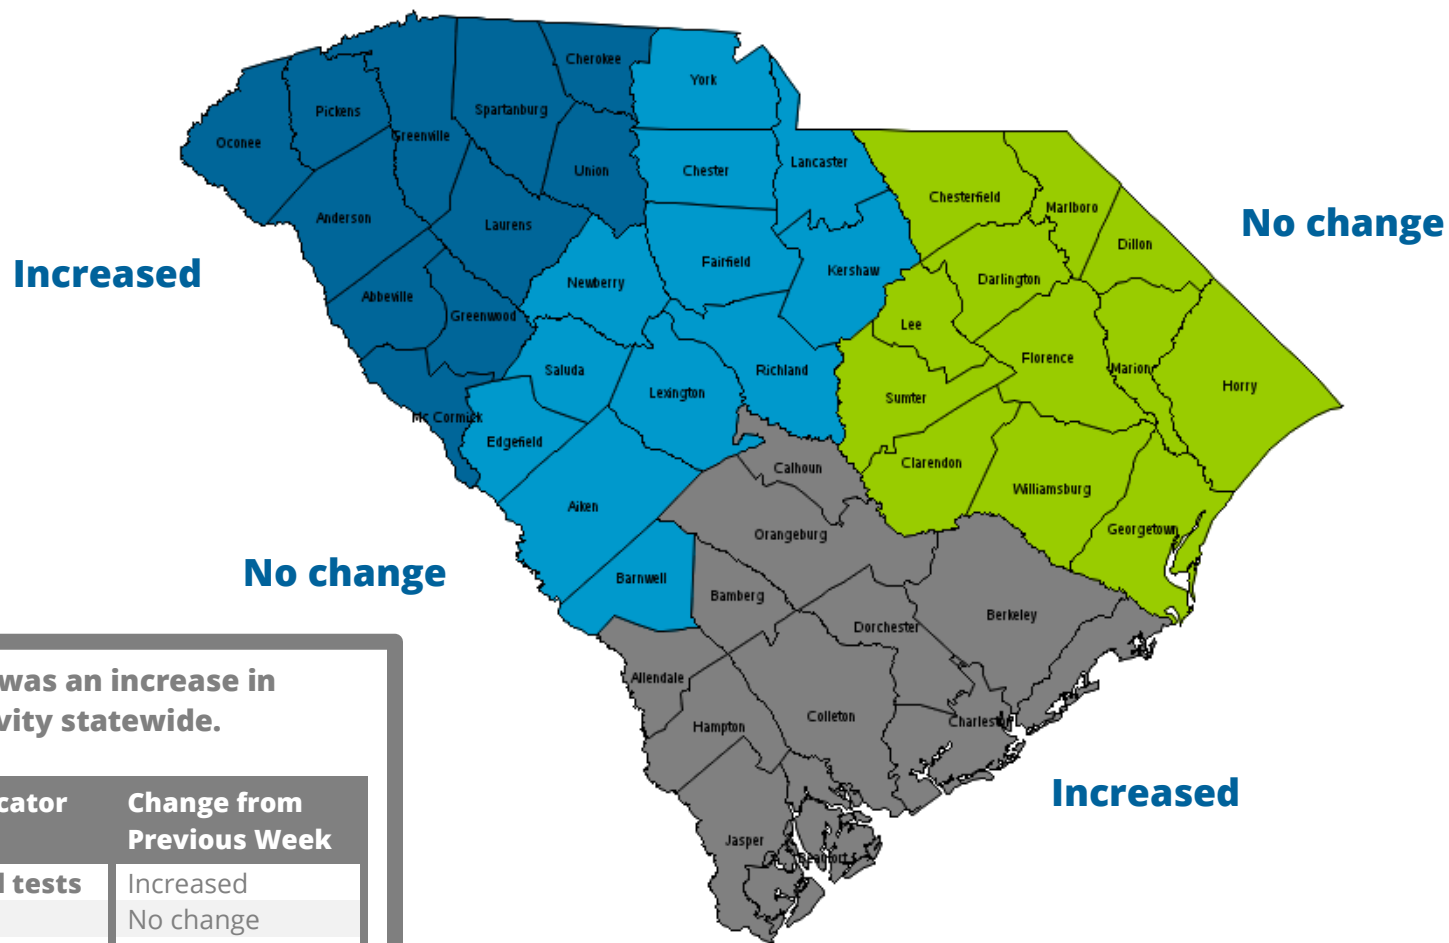 Cherokee
York
Pickens
Spartanburg
Greenville
Oconee
Lancaster
Union
Chester
Chesterfield
Marlboro
No change
Anderson
Laurens
Dillon
Increased
Fairfield
Kershaw
Newberry
Darlington
Abbeville
Greenwood
Lee
Florence
Marion
Saluda
Richland
Horry
Lexington
Sumter
Mc Cormick
Edgefield
Clarendon
Calhoun
Williamsburg
Aiken
Orangeburg
Georgetown
No change
Barnwell
Bamberg
Berkeley
Dorchester
Allendale
Colleton
Charleston
Hampton
Increased
Jasper
Beaufort
was an increase in
vity statewide.
cator Change from
Previous Week
l tests Increased
No change